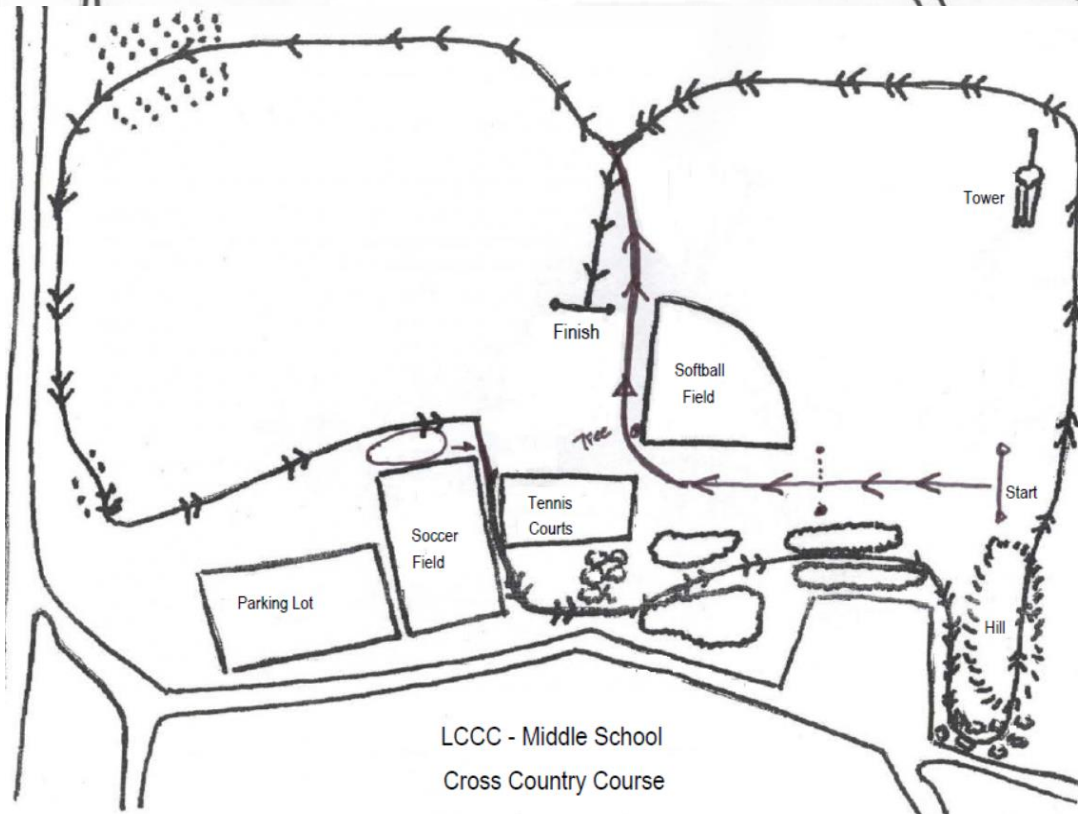 Tower
Finish
Softball
Field
Tree
Start
Tennis
Courts
Soccer
Field
Parking Lot
Hill
LCCC - Middle School
Cross Country Course